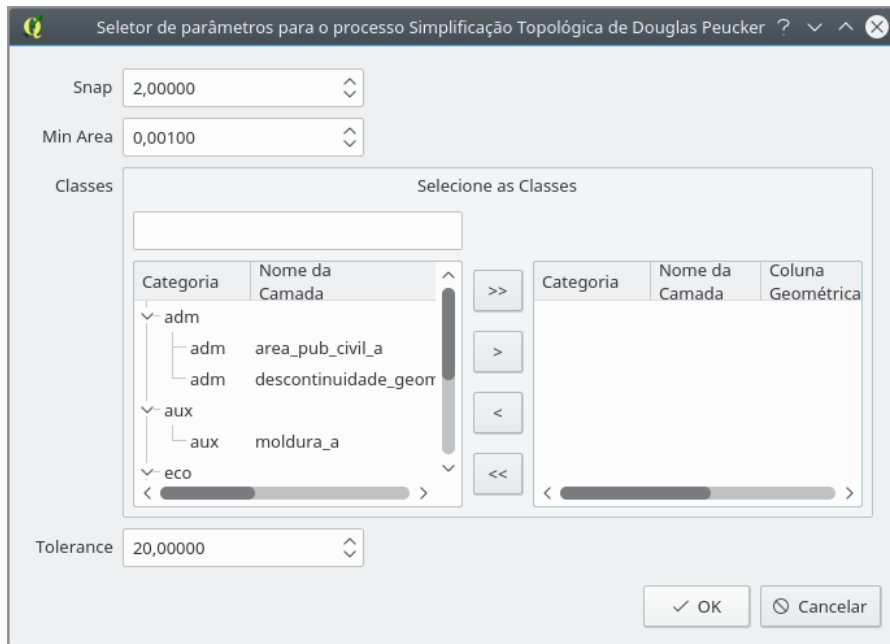 Seletor de parâmetros para o processo Simplificação Topológica de Douglas Peucker
Snap 2,00000
Min Area 0,00100
Classes Selecione as Classes
Categoria Nome da Camada
adm
adm area_pub_civil_a
adm descontinuidade_geom
aux
aux moldura_a
eco
>>
>
<
<<
Categoria Nome da Camada Coluna Geométrica
Tolerance 20,00000
OK Cancelar